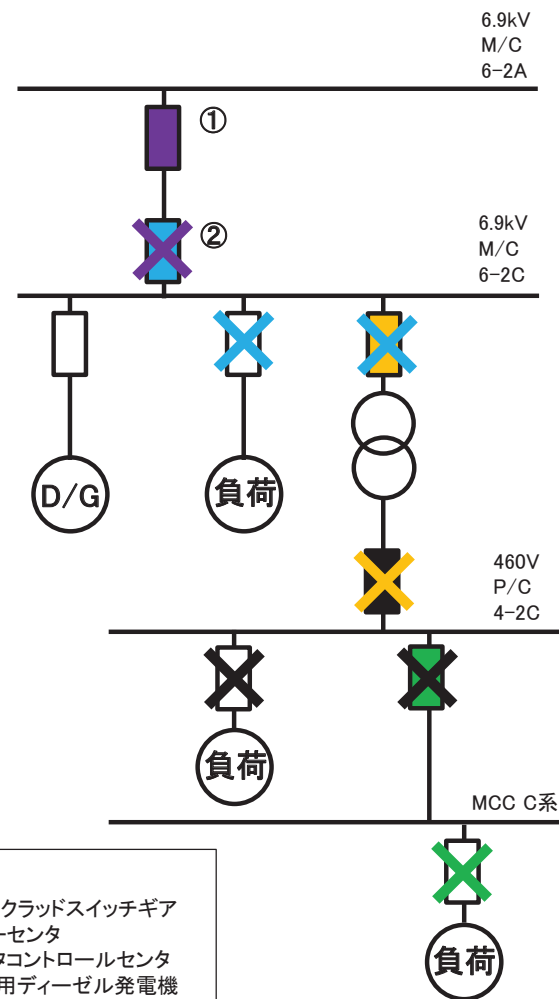 6.9kV
M/C
6-2A
①
②
6.9kV
M/C
6-2C
D/G
負荷
460V
P/C
4-2C
負荷
MCC C系
負荷
クラッドスイッチギア
ーセンタ
コントロールセンタ
用ディーゼル発電機